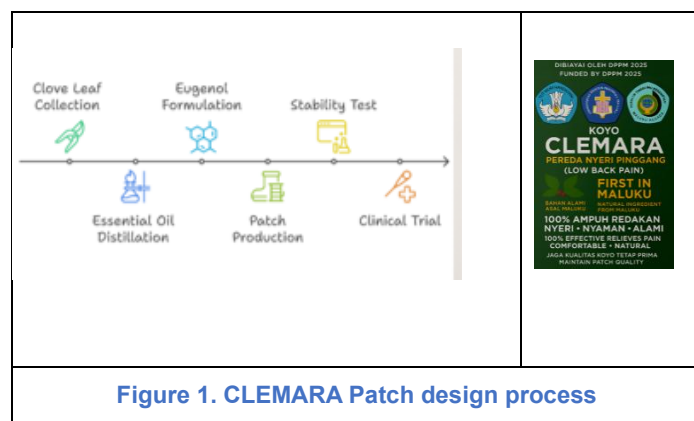 Clove Leaf
Collection
Eugenol
Formulation
Stability Test
Essential Oil
Distillation
Patch
Production
Clinical Trial
DIBIAYAI OLEH DPPM 2025
FUNDED BY DPPM 2025
KOYO
CLEMARA
PEREDA NYERI PINGGANG
(LOW BACK PAIN)
BAHAN ALAMI
ASAL MALUKU
FIRST IN
MALUKU
NATURAL INGREDIENT
FROM MALUKU
100% AMPUH REDAKAN
NYERI • NYAMAN • ALAMI
100% EFFECTIVE RELIEVES PAIN
COMFORTABLE • NATURAL
JAGA KUALITAS KOYO TETAP PRIMA
MAINTAIN PATCH QUALITY
Figure 1. CLEMARA Patch design process